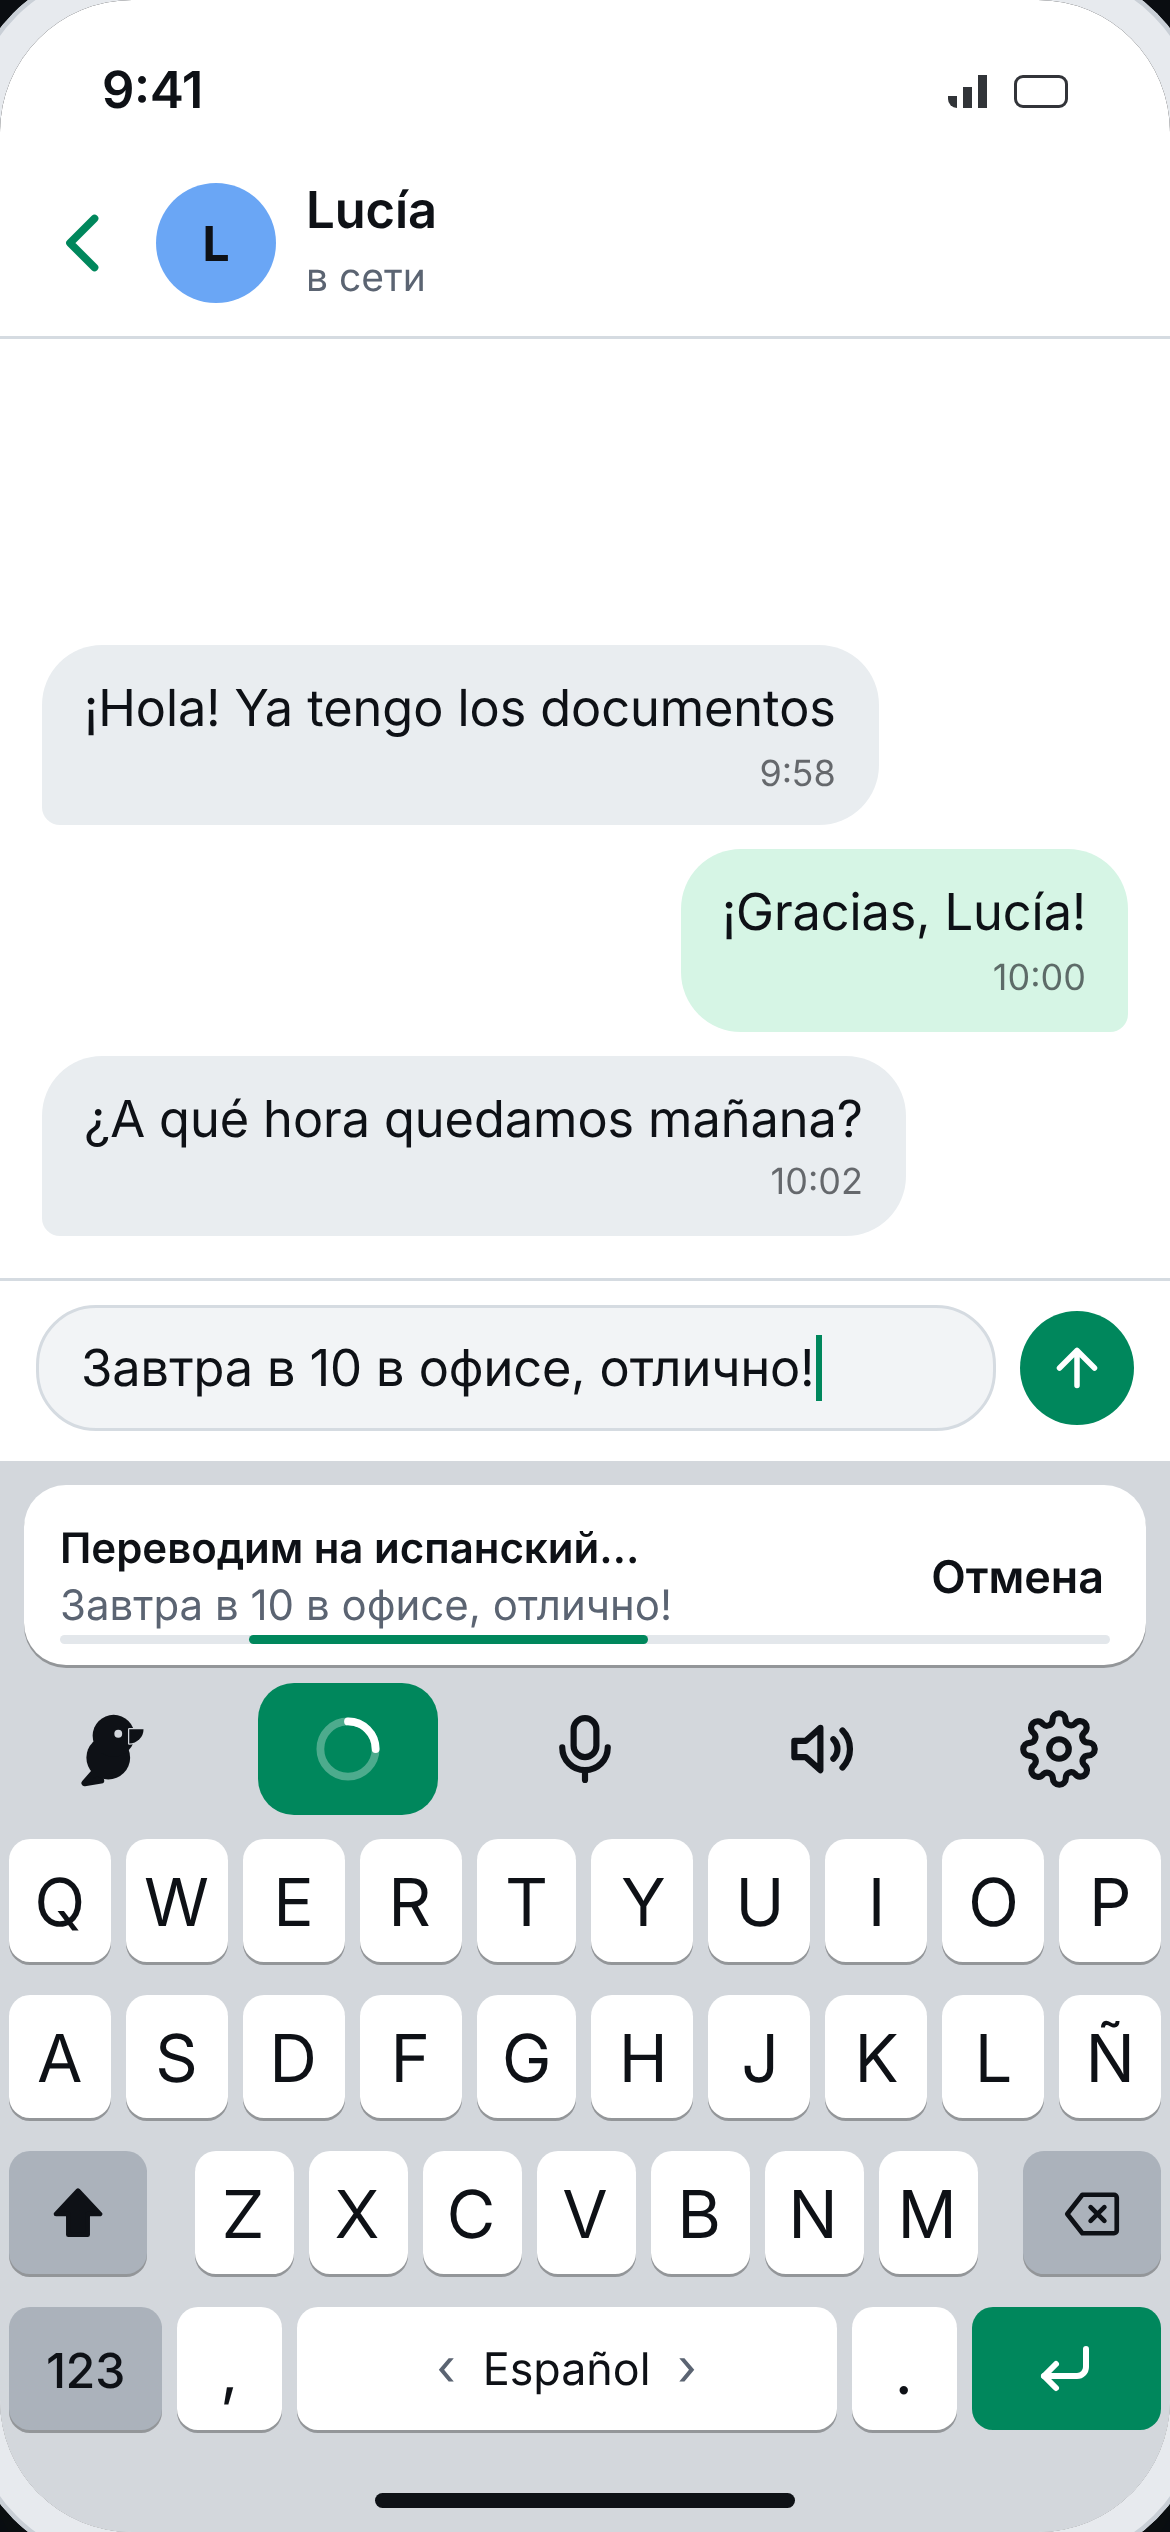 9:41
L
Lucía
в сети
¡Hola! Ya tengo los documentos
9:58
¡Gracias, Lucía!
10:00
¿A qué hora quedamos mañana?
10:02
Завтра в 10 в офисе, отлично!
Переводим на испанский...
Завтра в 10 в офисе, отлично!
Отмена
Q W E R T Y U I O P
A S D F G H J K L Ñ
Z X C V B N M
123 , ‹ Español › .